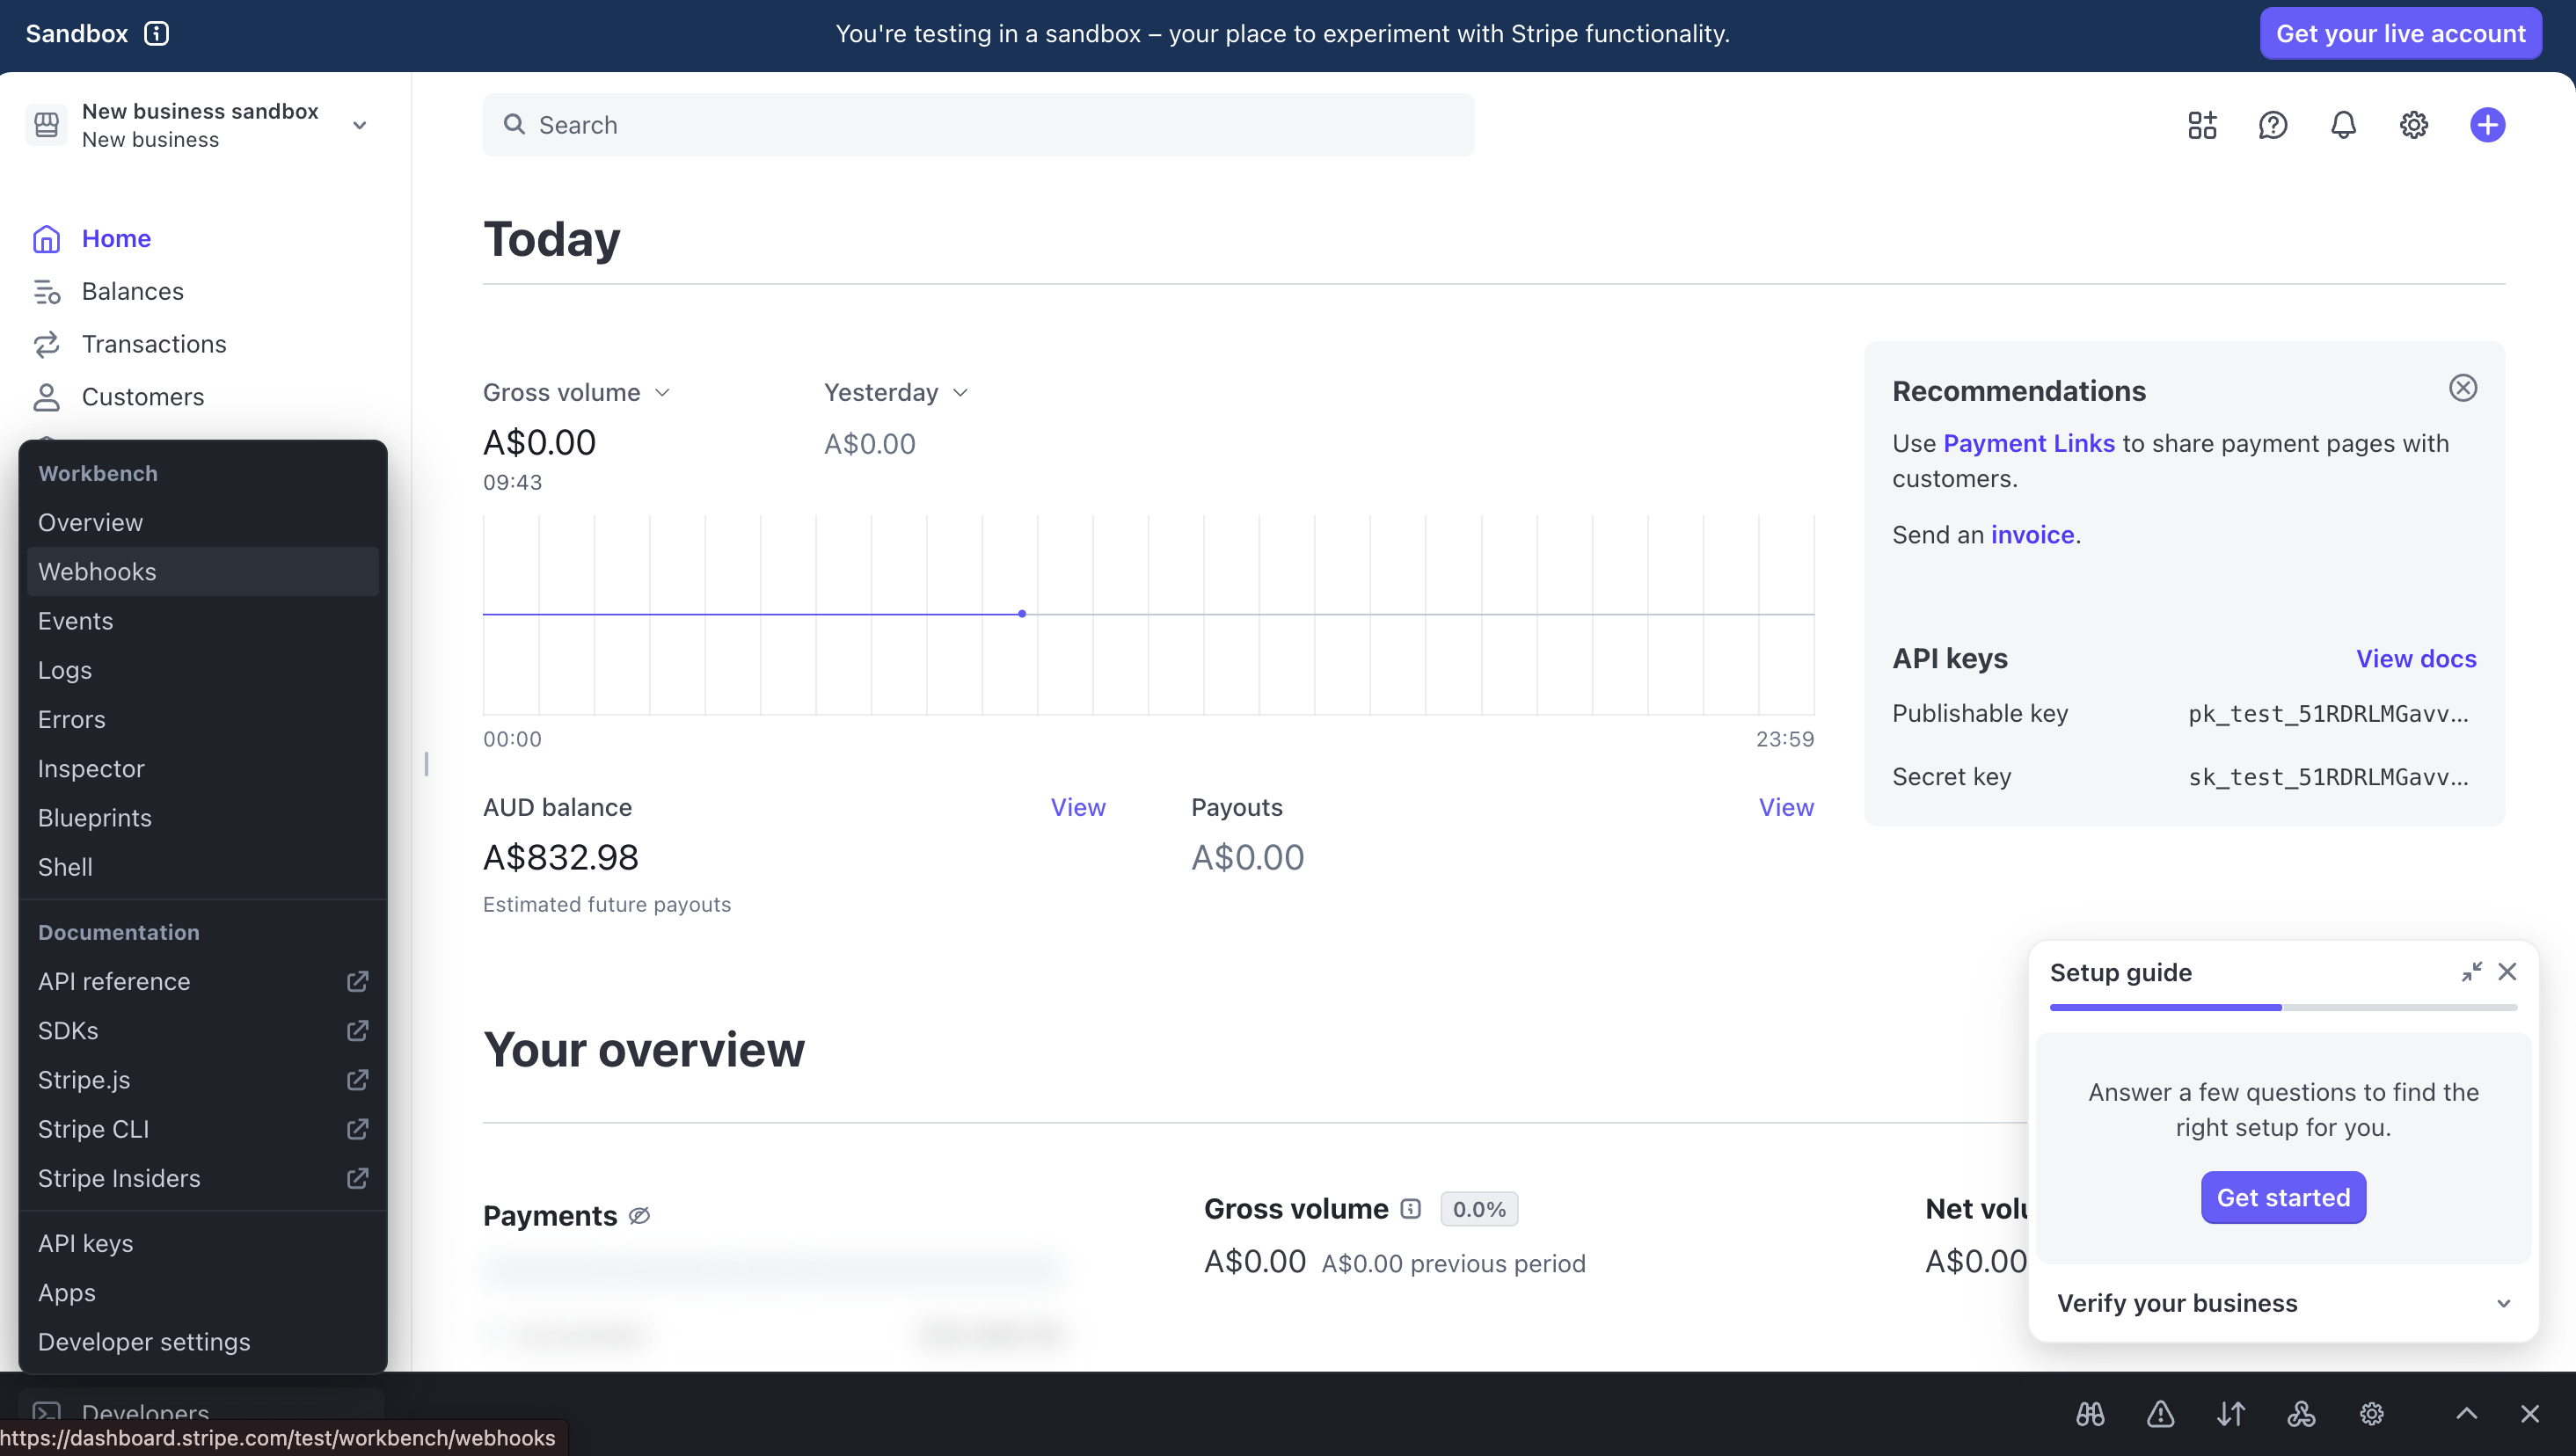 Sandbox
You're testing in a sandbox – your place to experiment with Stripe functionality.
Get your live account
New business sandbox
New business
Search
Home
Balances
Transactions
Customers
Workbench
Overview
Webhooks
Events
Logs
Errors
Inspector
Blueprints
Shell
Documentation
API reference
SDKs
Stripe.js
Stripe CLI
Stripe Insiders
API keys
Apps
Developer settings
Developers
https://dashboard.stripe.com/test/workbench/webhooks
Today
Gross volume
Yesterday
A$0.00
A$0.00
09:43
00:00
23:59
AUD balance
View
Payouts
View
A$832.98
A$0.00
Estimated future payouts
Recommendations
Use Payment Links to share payment pages with
customers.
Send an invoice.
API keys
View docs
Publishable key
pk_test_51RDRLMGavv...
Secret key
sk_test_51RDRLMGavv...
Your overview
Payments
Gross volume
0.0%
A$0.00 A$0.00 previous period
Net volu
A$0.00
Setup guide
Answer a few questions to find the
right setup for you.
Get started
Verify your business